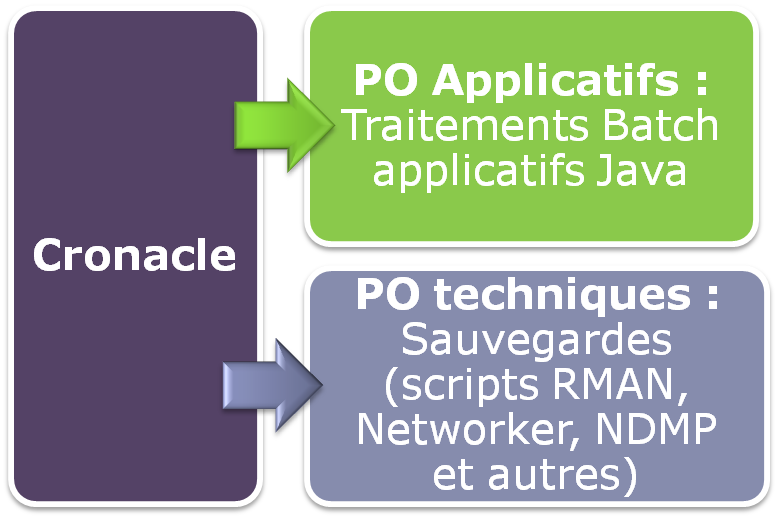 Cronacle
PO Applicatifs :
Traitements Batch
applicatifs Java
PO techniques :
Sauvegardes
(scripts RMAN,
Networker, NDMP
et autres)